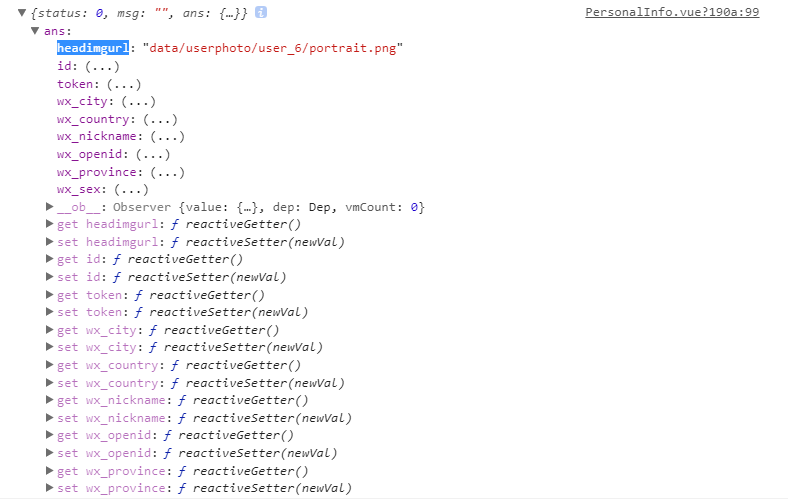 {status: 0, msg: "", ans: {…}} PersonalInfo.vue?190a:99
ans:
headimgurl: "data/userphoto/user_6/portrait.png"
id: (...)
token: (...)
wx_city: (...)
wx_country: (...)
wx_nickname: (...)
wx_openid: (...)
wx_province: (...)
wx_sex: (...)
__ob__: Observer {value: {…}, dep: Dep, vmCount: 0}
get headimgurl: ƒ reactiveGetter()
set headimgurl: ƒ reactiveSetter(newVal)
get id: ƒ reactiveGetter()
set id: ƒ reactiveSetter(newVal)
get token: ƒ reactiveGetter()
set token: ƒ reactiveSetter(newVal)
get wx_city: ƒ reactiveGetter()
set wx_city: ƒ reactiveSetter(newVal)
get wx_country: ƒ reactiveGetter()
set wx_country: ƒ reactiveSetter(newVal)
get wx_nickname: ƒ reactiveGetter()
set wx_nickname: ƒ reactiveSetter(newVal)
get wx_openid: ƒ reactiveGetter()
set wx_openid: ƒ reactiveSetter(newVal)
get wx_province: ƒ reactiveGetter()
set wx_province: ƒ reactiveSetter(newVal)